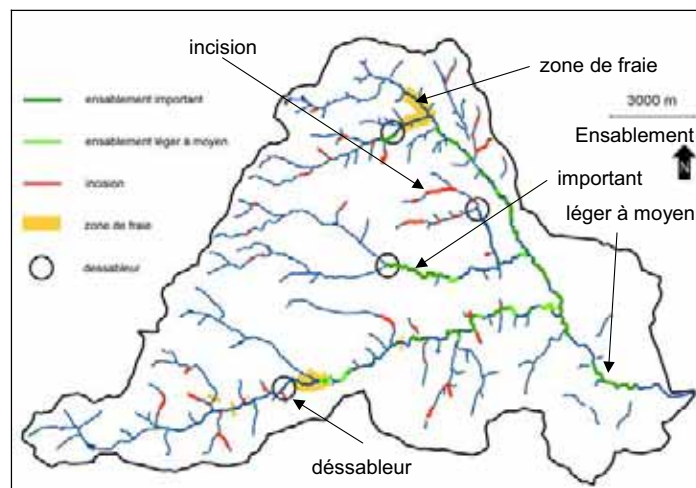 incision
zone de fraie
ensablement important
3000 m
ensablement léger à moyen
Ensablement
N
incision
important
léger à moyen
zone de fraie
dessableur
déssableur